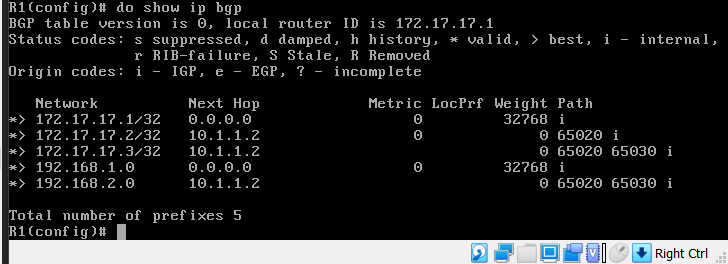 R1(config)# do show ip bgp
BGP table version is 0, local router ID is 172.17.17.1
Status codes: s suppressed, d damped, h history, * valid, > best, i - internal,
              r RIB-failure, S Stale, R Removed
Origin codes: i - IGP, e - EGP, ? - incomplete

   Network          Next Hop            Metric LocPrf Weight Path
*> 172.17.17.1/32   0.0.0.0                  0         32768 i
*> 172.17.17.2/32   10.1.1.2                 0             0 65020 i
*> 172.17.17.3/32   10.1.1.2                               0 65020 65030 i
*> 192.168.1.0      0.0.0.0                  0         32768 i
*> 192.168.2.0      10.1.1.2                               0 65020 65030 i

Total number of prefixes 5
R1(config)#
Right Ctrl